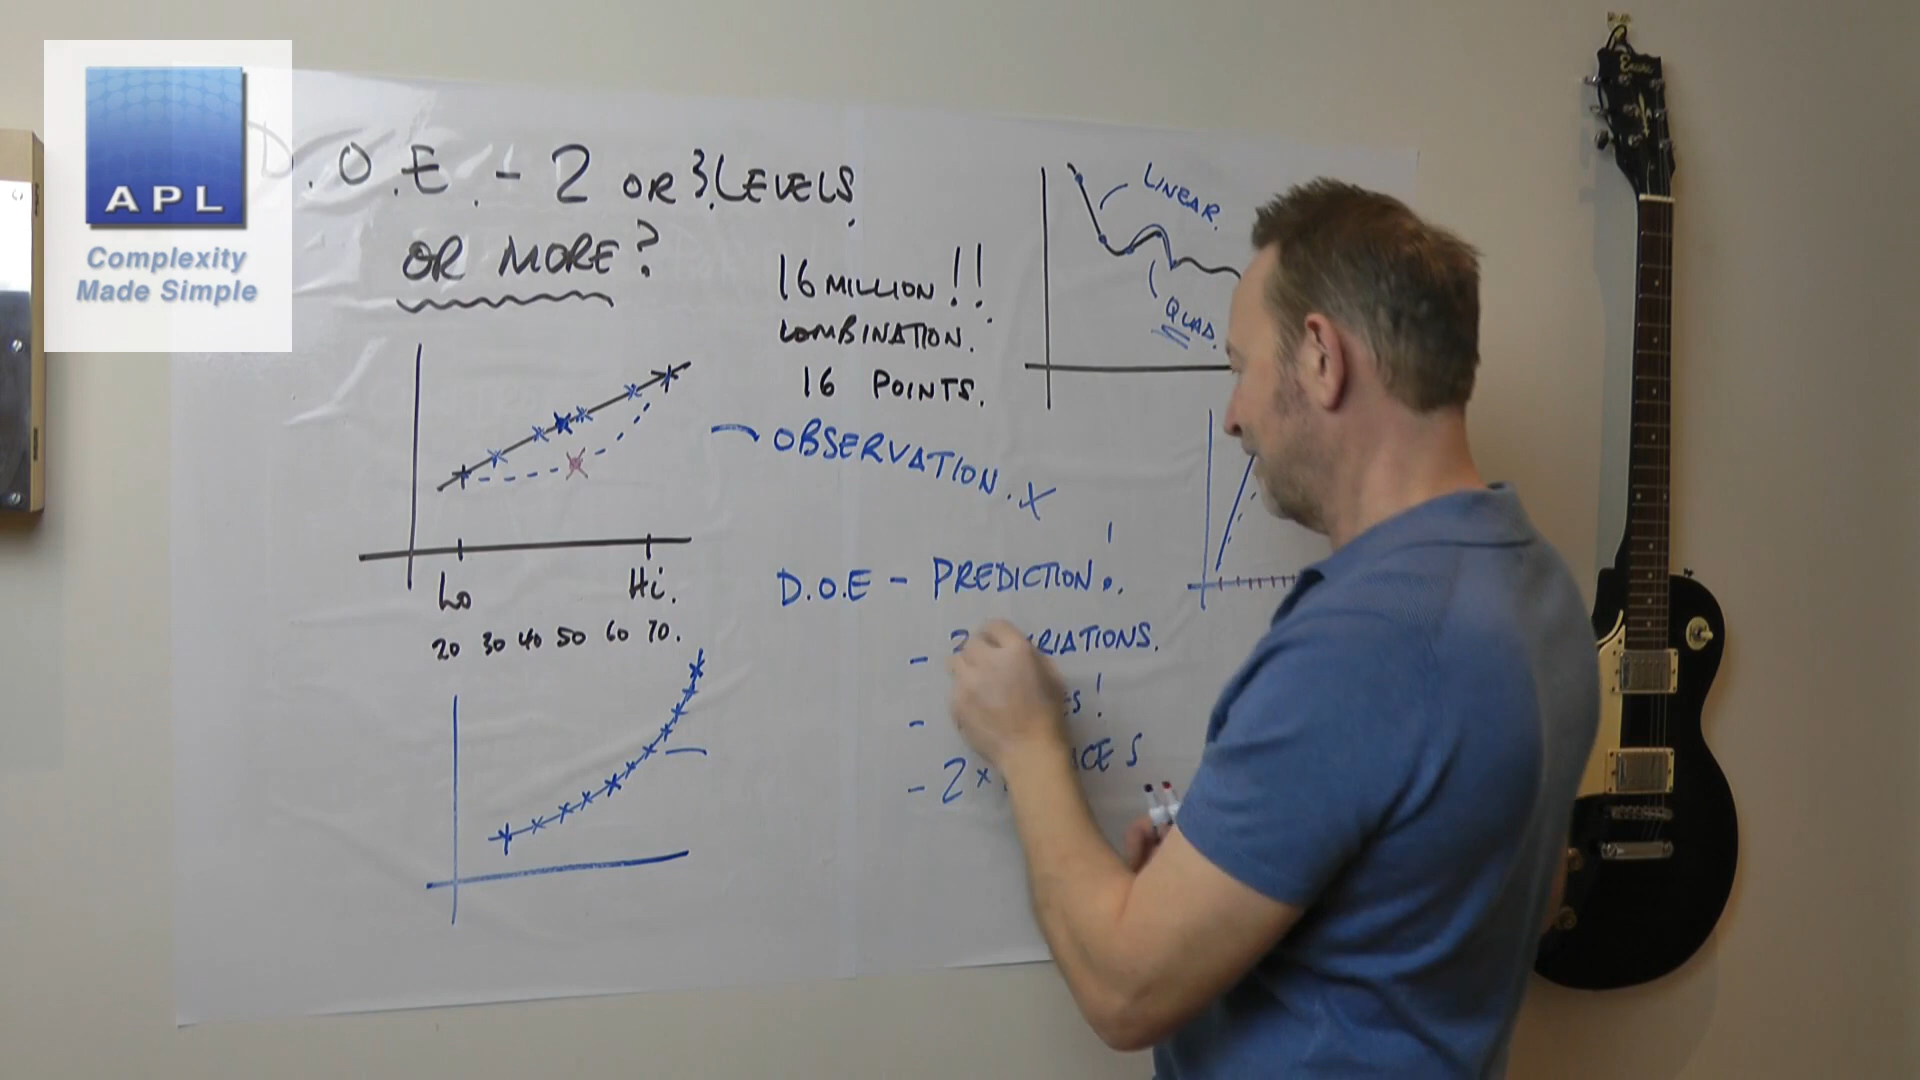 APL
Complexity
Made Simple
D.O.E. - 2 OR 3 LEVELS.
OR MORE?
16 MILLION!!
COMBINATION.
16 POINTS.
OBSERVATION. X
D.O.E - PREDICTION!
LINEAR.
QUAD.
Lo Hi.
20 30 40 50 60 70.
- 2
- 2 x